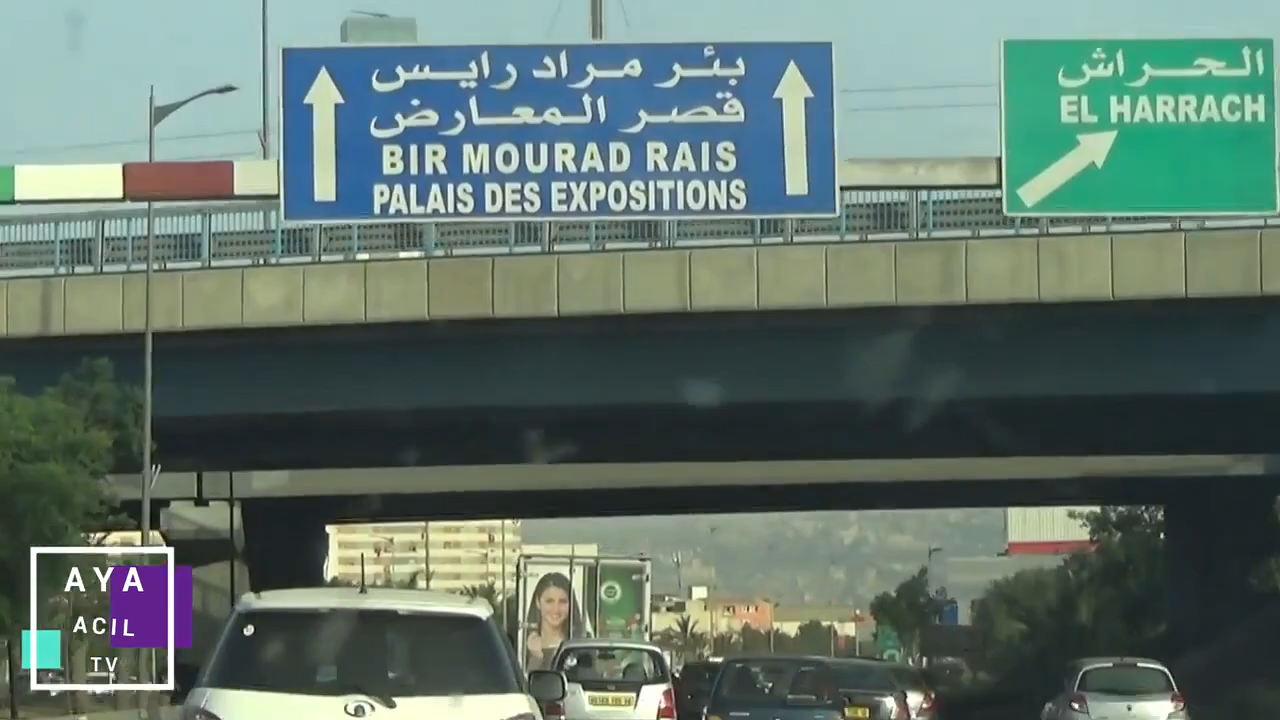 بئر مراد رايس
قصر المعارض
BIR MOURAD RAIS
PALAIS DES EXPOSITIONS
الحراش
EL HARRACH
AYA
ACIL
TV